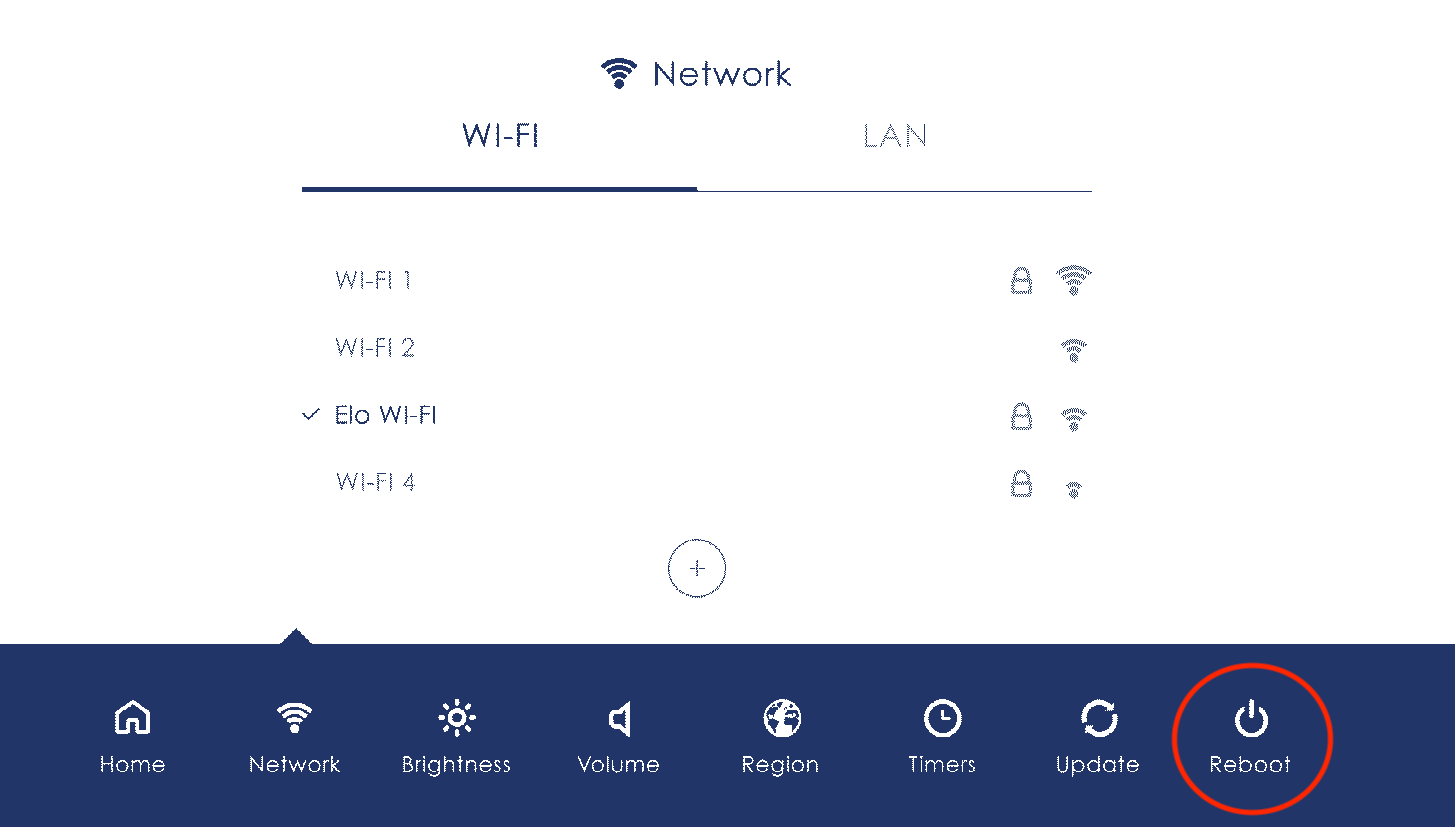 Network
WI-FI LAN
WI-FI 1
WI-FI 2
Elo WI-FI
WI-FI 4
Home Network Brightness Volume Region Timers Update Reboot